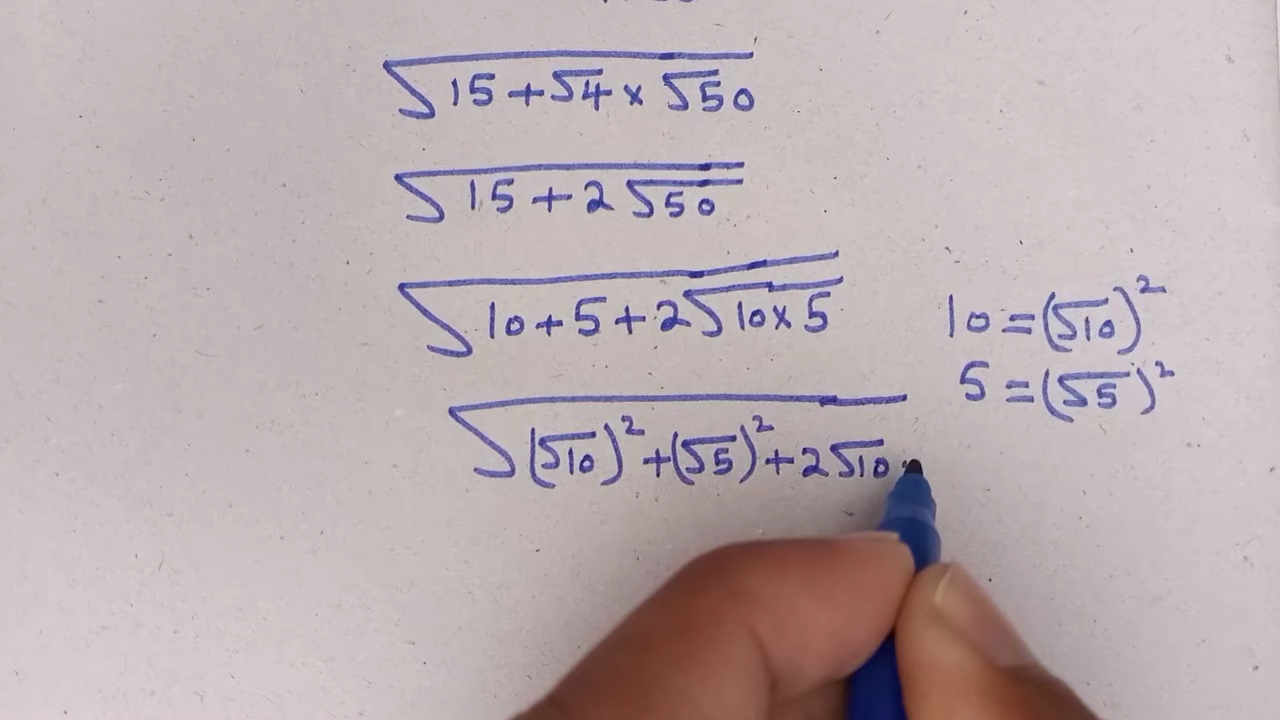 √(15+√4 × √50)
√(15+2√50)
√(10+5+2√(10×5))
10 = (√10)²
5 = (√5)²
√((√10)²+(√5)²+2√10